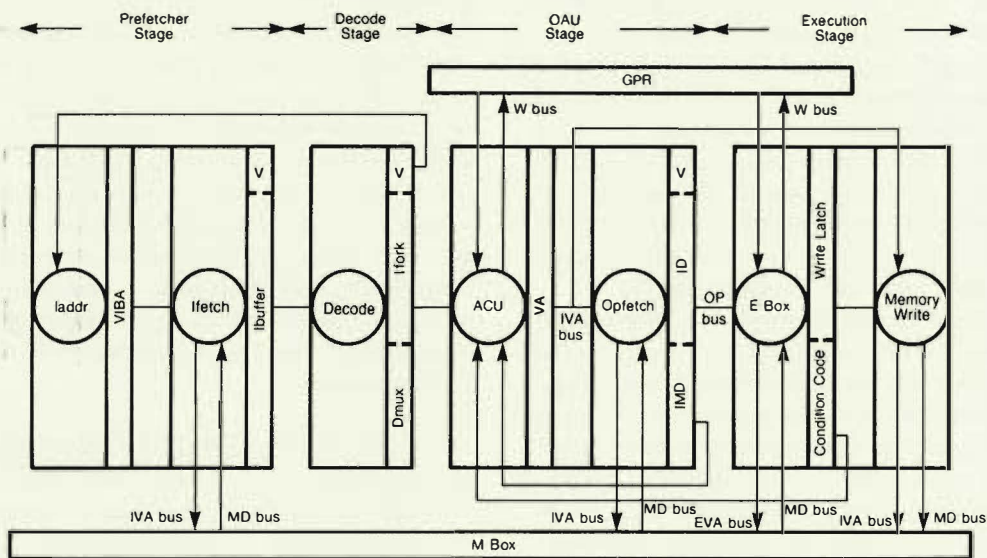 Prefetcher
Stage
Decode
Stage
OAU
Stage
Execution
Stage
GPR
W bus
W bus
V
V
V
Iaddr
VIBA
Ifetch
Ibuffer
Decode
Ifork
Dmux
ACU
VA
IVA
bus
Opfetch
ID
IMD
OP
bus
E Box
Write Latch
Condition Code
Memory
Write
IVA bus
MD bus
IVA bus
MD bus
EVA bus
MD bus
IVA bus
MD bus
M Box